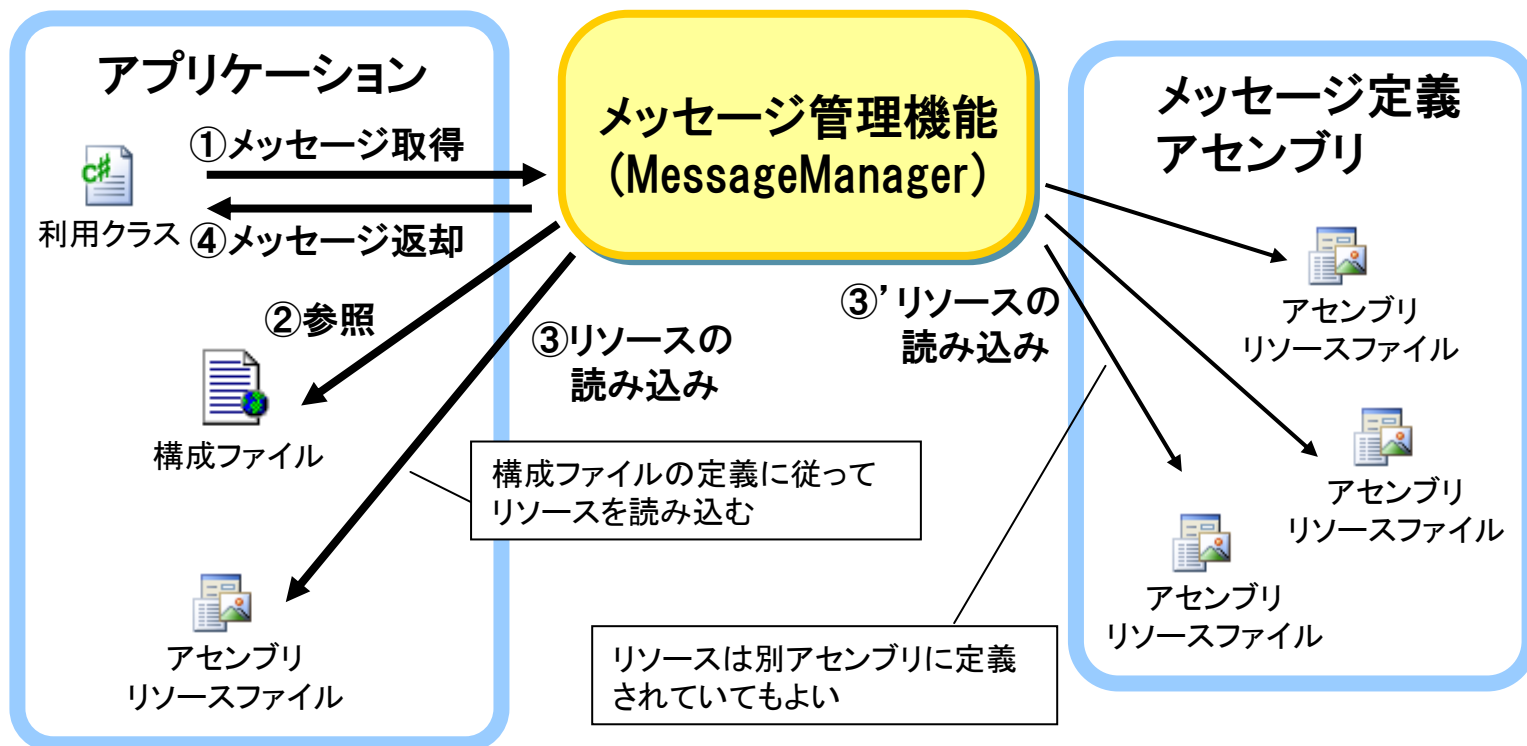 アプリケーション
①メッセージ取得
C#
利用クラス
④メッセージ返却
②参照
構成ファイル
③リソースの
読み込み
構成ファイルの定義に従って
リソースを読み込む
アセンブリ
リソースファイル
メッセージ管理機能
(MessageManager)
③’リソースの
読み込み
リソースは別アセンブリに定義
されていてもよい
メッセージ定義
アセンブリ
アセンブリ
リソースファイル
アセンブリ
リソースファイル
アセンブリ
リソースファイル